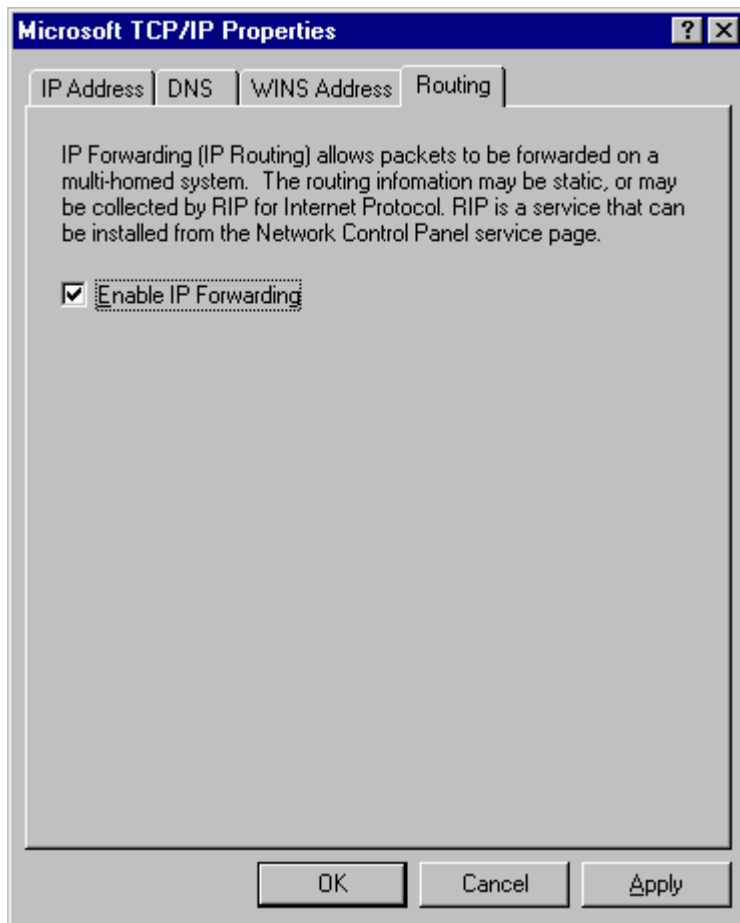 Microsoft TCP/IP Properties
IP Address DNS WINS Address Routing
IP Forwarding (IP Routing) allows packets to be forwarded on a
multi-homed system. The routing infomation may be static, or may
be collected by RIP for Internet Protocol. RIP is a service that can
be installed from the Network Control Panel service page.
Enable IP Forwarding
OK Cancel Apply